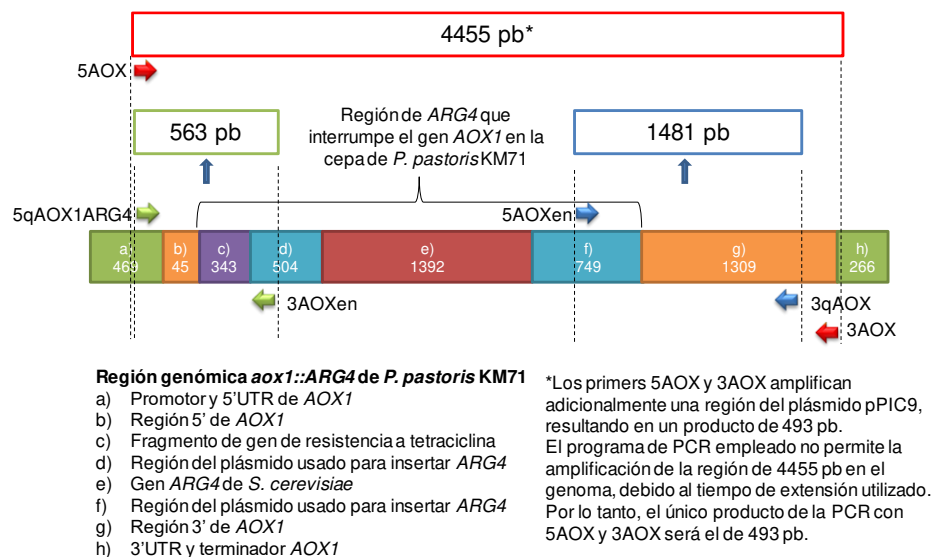 4455 pb*
5AOX
Región de ARG4 que
interrumpe el gen AOX1 en la
cepa de P. pastoris KM71
563 pb
1481 pb
5qAOX1ARG4
5AOXen
a)
469
b)
45
c)
343
d)
504
e)
1392
f)
749
g)
1309
h)
266
3AOXen
3qAOX
3AOX
Región genómica aox1::ARG4 de P. pastoris KM71
a) Promotor y 5'UTR de AOX1
b) Región 5' de AOX1
c) Fragmento de gen de resistencia a tetraciclina
d) Región del plásmido usado para insertar ARG4
e) Gen ARG4 de S. cerevisiae
f) Región del plásmido usado para insertar ARG4
g) Región 3' de AOX1
h) 3'UTR y terminador AOX1
*Los primers 5AOX y 3AOX amplifican
adicionalmente una región del plásmido pPIC9,
resultando en un producto de 493 pb.
El programa de PCR empleado no permite la
amplificación de la región de 4455 pb en el
genoma, debido al tiempo de extensión utilizado.
Por lo tanto, el único producto de la PCR con
5AOX y 3AOX será el de 493 pb.